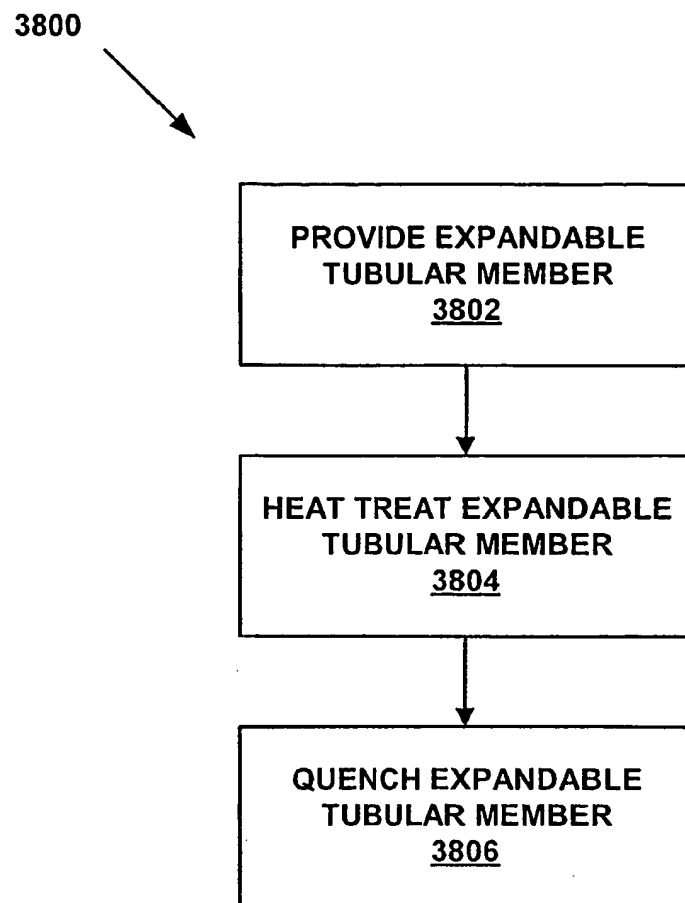 3800
PROVIDE EXPANDABLE
TUBULAR MEMBER
3802
HEAT TREAT EXPANDABLE
TUBULAR MEMBER
3804
QUENCH EXPANDABLE
TUBULAR MEMBER
3806